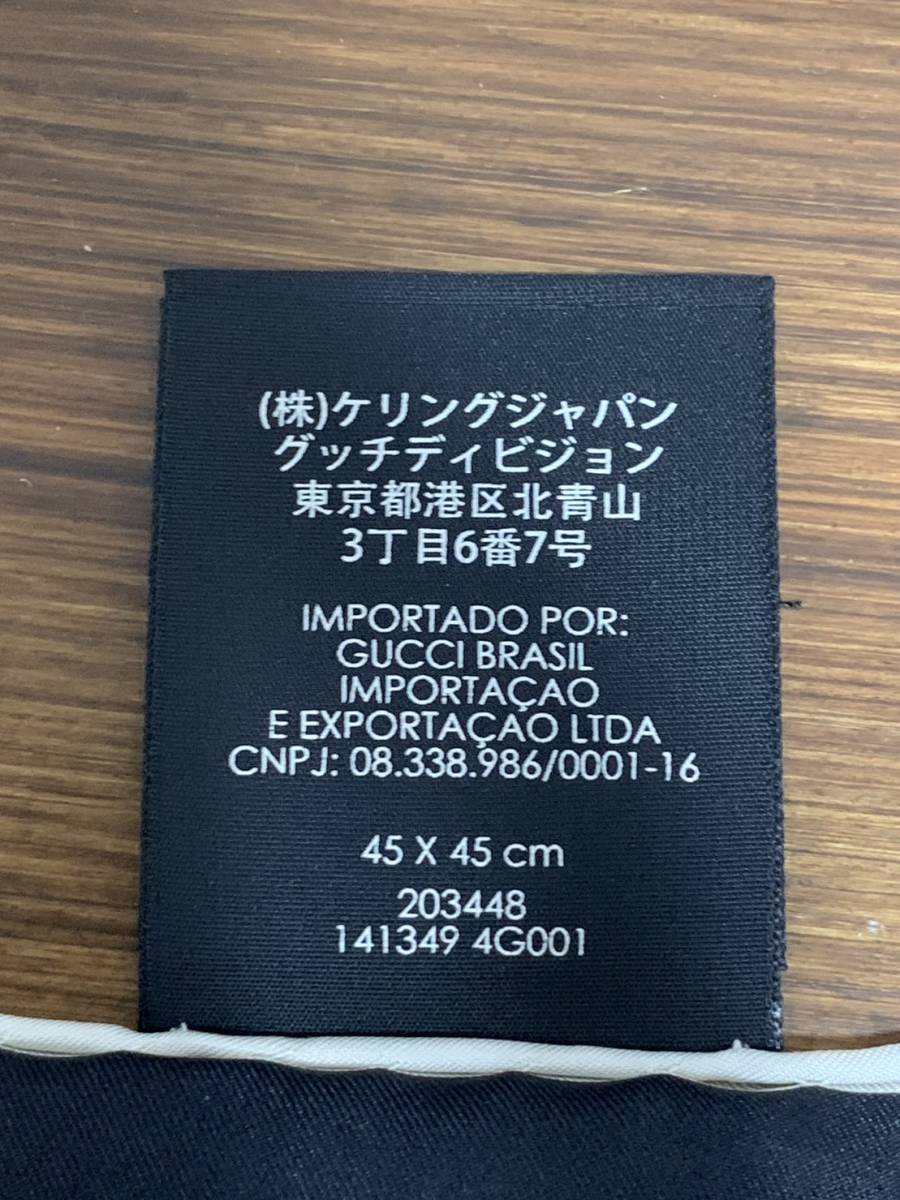 (株)ケリングジャパン
グッチディビジョン
東京都港区北青山
3丁目6番7号
IMPORTADO POR:
GUCCI BRASIL
IMPORTAÇAO
E EXPORTAÇAO LTDA
CNPJ: 08.338.986/0001-16
45 X 45 cm
203448
141349 4G001